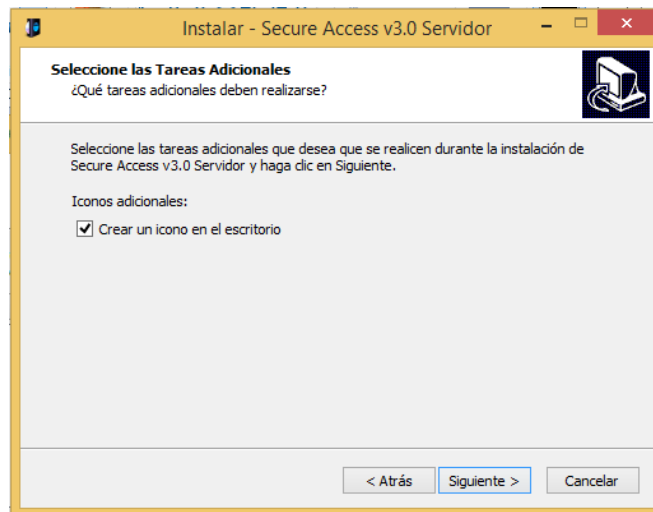 Instalar - Secure Access v3.0 Servidor
Seleccione las Tareas Adicionales
¿Qué tareas adicionales deben realizarse?
Seleccione las tareas adicionales que desea que se realicen durante la instalación de
Secure Access v3.0 Servidor y haga clic en Siguiente.
Iconos adicionales:
Crear un icono en el escritorio
< Atrás
Siguiente >
Cancelar